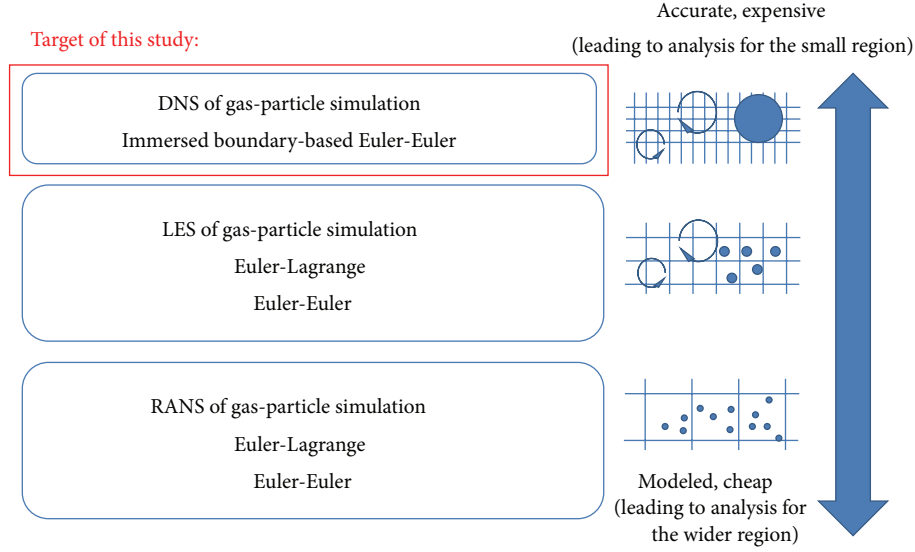 Accurate, expensive
(leading to analysis for the small region)
Target of this study:
DNS of gas-particle simulation
Immersed boundary-based Euler-Euler
LES of gas-particle simulation
Euler-Lagrange
Euler-Euler
RANS of gas-particle simulation
Euler-Lagrange
Euler-Euler
Modeled, cheap
(leading to analysis for
the wider region)